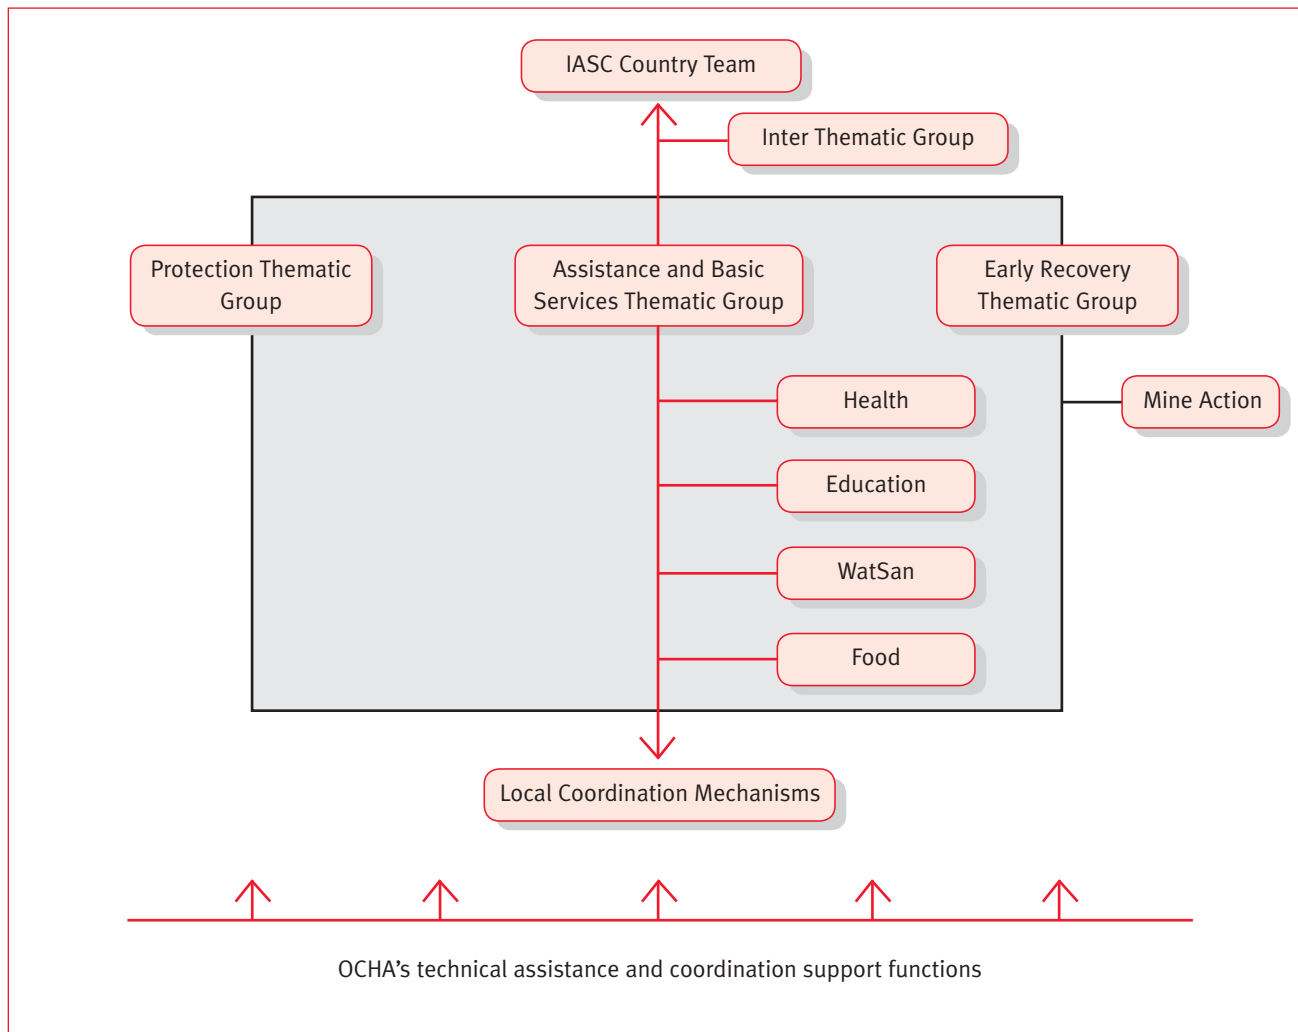 IASC Country Team
Inter Thematic Group
Protection Thematic
Group
Assistance and Basic
Services Thematic Group
Early Recovery
Thematic Group
Health
Mine Action
Education
WatSan
Food
Local Coordination Mechanisms
OCHA’s technical assistance and coordination support functions